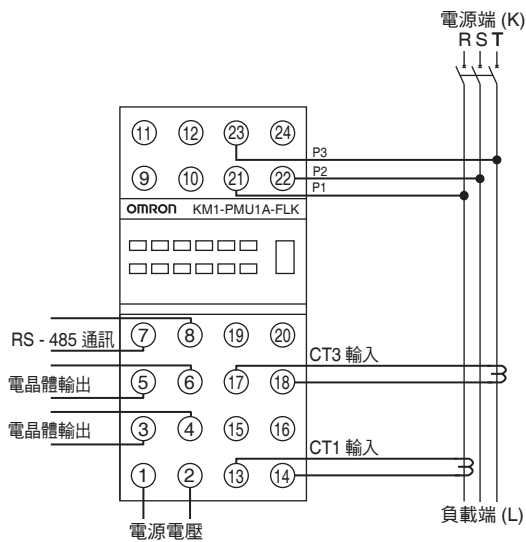 電源端 (K)
R S T
⑪ ⑫ ㉓ ㉔
P3
⑨ ⑩ ㉑ ㉒
P2
P1
OMRON KM1-PMU1A-FLK
RS - 485 通訊
⑦ ⑧ ⑲ ⑳
CT3 輸入
電晶體輸出
⑤ ⑥ ⑰ ⑱
電晶體輸出
③ ④ ⑮ ⑯
CT1 輸入
① ② ⑬ ⑭
電源電壓
負載端 (L)